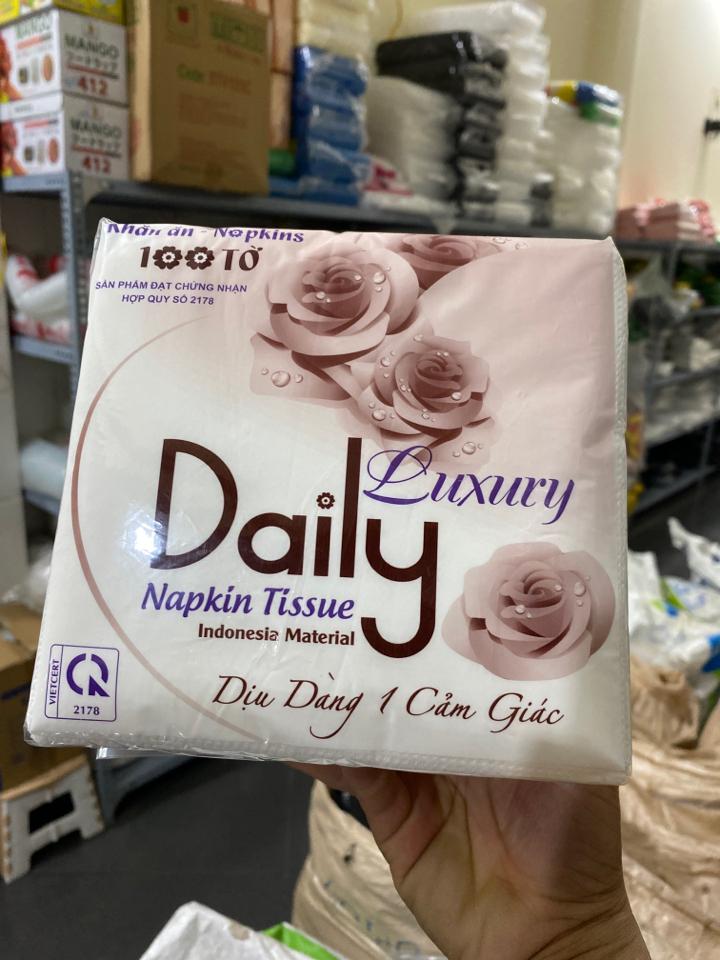 MANGO
412
MANGO
412
Khăn ăn - Napkins
100 TỜ
SẢN PHẨM ĐẠT CHỨNG NHẬN
HỢP QUY SỐ 2178
Luxury
Daily
Napkin Tissue
Indonesia Material
VIETCERT
2178
Dịu Dàng 1 Cảm Giác